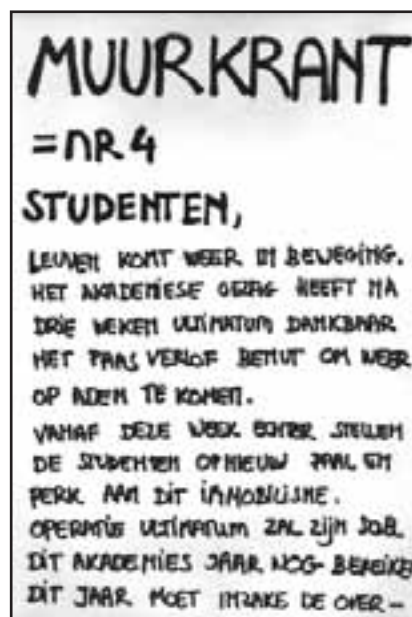 MUURKRANT
=NR 4
STUDENTEN,
LEUVEN KOMT WEER IN BEWEGING.
HET AKADEMIESE GEZAG HEEFT NA
DRIE WEKEN ULTIMATUM DANKBAAR
HET PAAS VERLOF BENUT OM WEER
OP ADEM TE KOMEN.
VANAF DEZE WEEK ECHTER STELLEN
DE STUDENTEN OPNIEUW PAAL EN
PERK AAN DIT IMMOBILISME.
OPERATIE ULTIMATUM ZAL ZIJN DOEL
DIT AKADEMIES JAAR NOG BEREIKEN
DIT JAAR MOET INZAKE DE OVER-